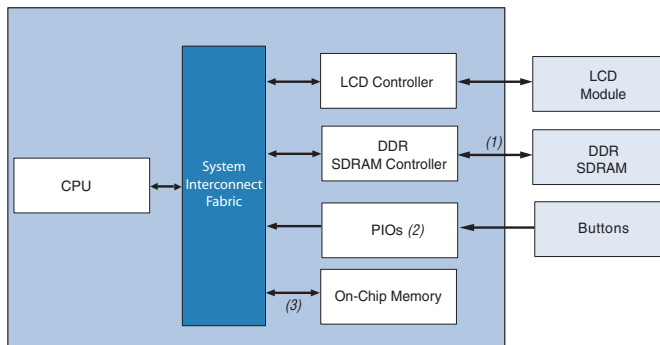 LCD Controller
LCD
Module
DDR
SDRAM Controller
(1)
DDR
SDRAM
CPU
System
Interconnect
Fabric
PIOs (2)
Buttons
(3)
On-Chip Memory